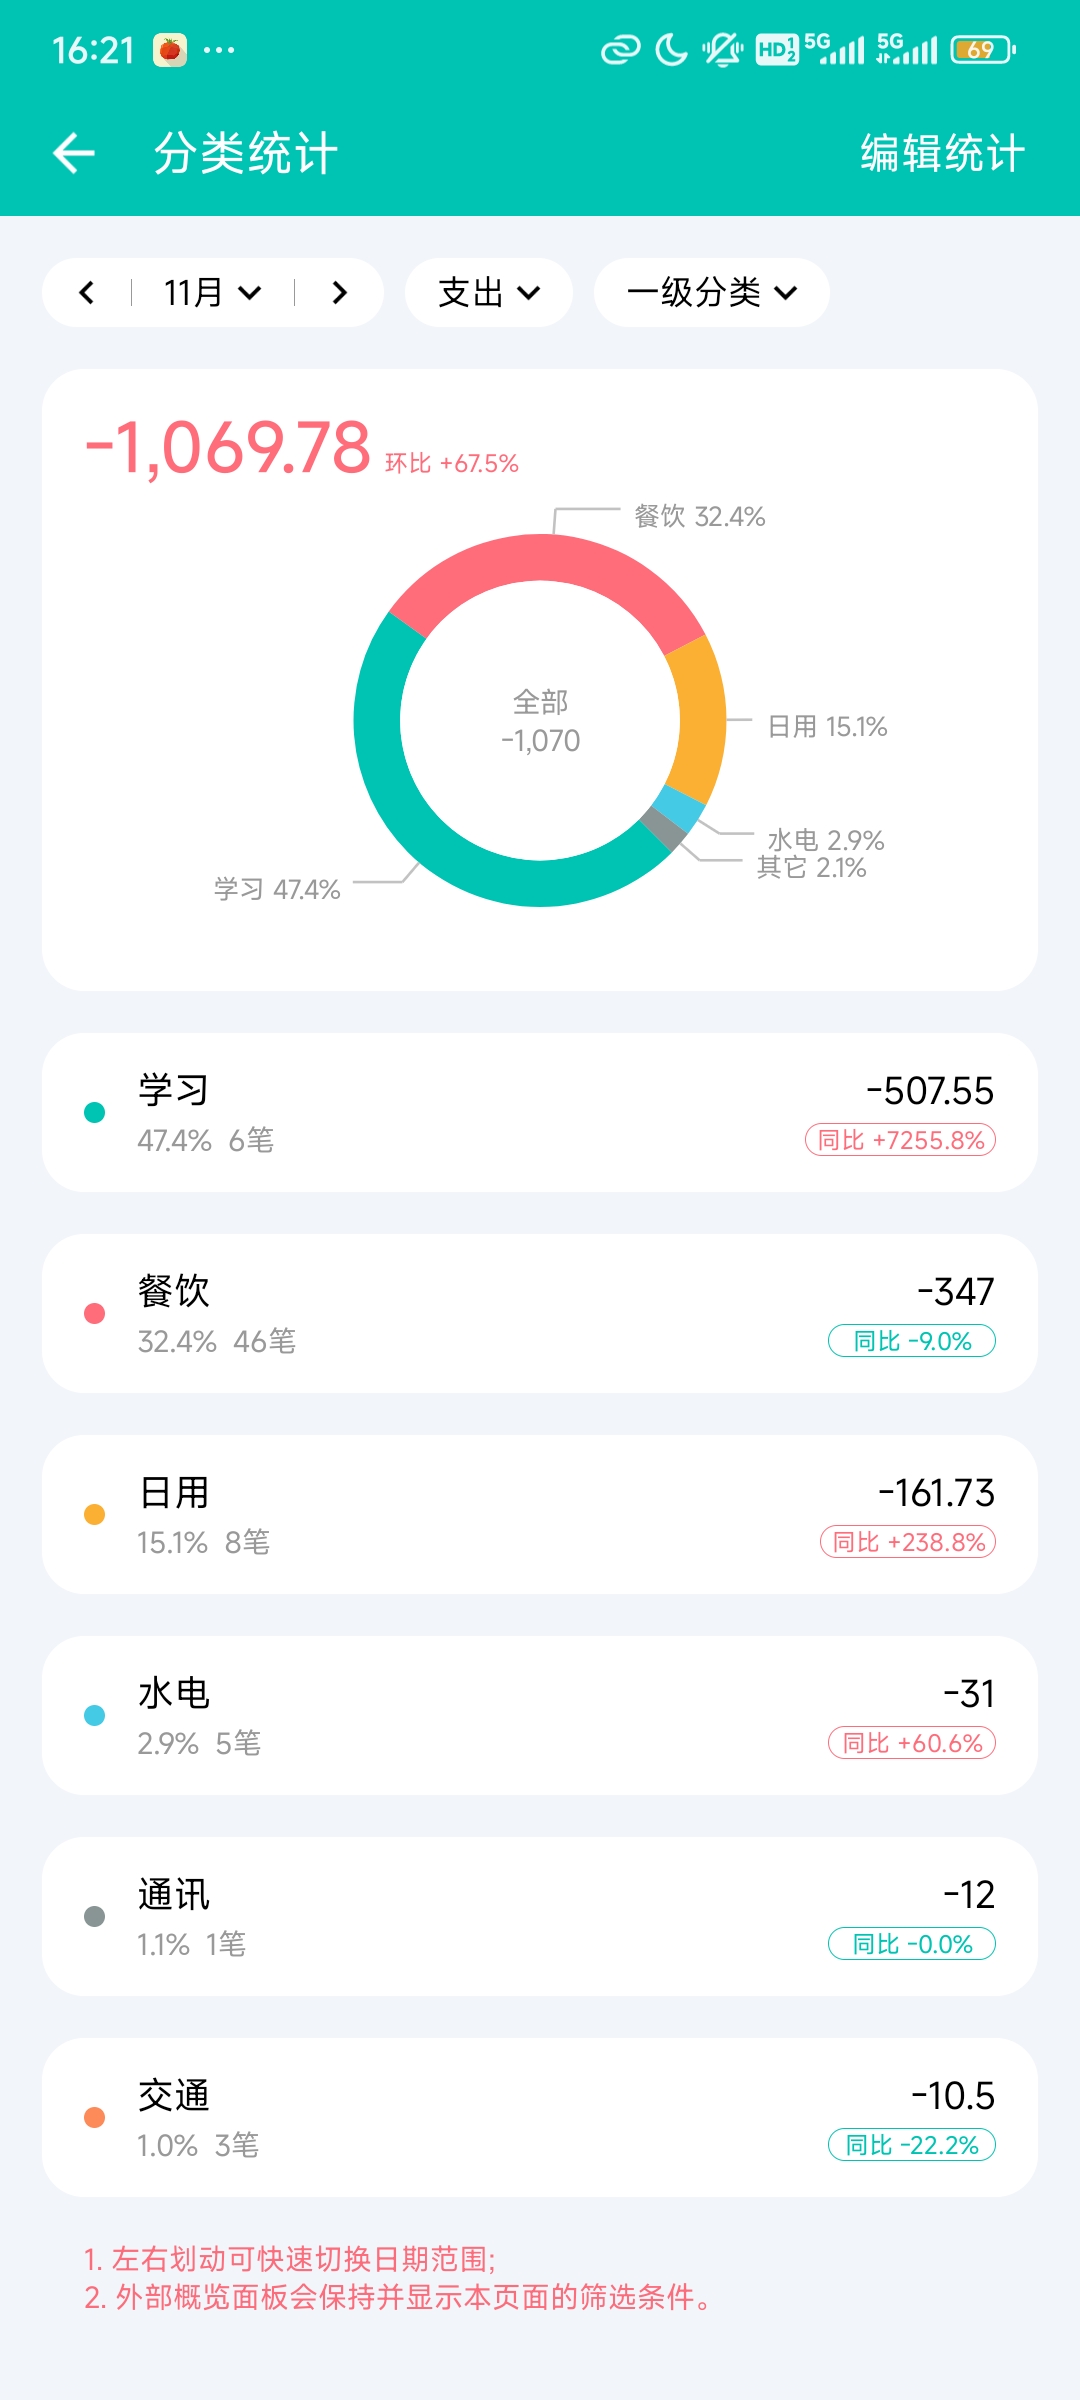 16:21
HD 1 2 5G 5G 69
分类统计 编辑统计
11月 支出 一级分类
-1,069.78 环比 +67.5%
餐饮 32.4%
全部
-1,070
日用 15.1%
水电 2.9%
其它 2.1%
学习 47.4%
学习 -507.55
47.4% 6笔 同比 +7255.8%
餐饮 -347
32.4% 46笔 同比 -9.0%
日用 -161.73
15.1% 8笔 同比 +238.8%
水电 -31
2.9% 5笔 同比 +60.6%
通讯 -12
1.1% 1笔 同比 -0.0%
交通 -10.5
1.0% 3笔 同比 -22.2%
1. 左右划动可快速切换日期范围;
2. 外部概览面板会保持并显示本页面的筛选条件。